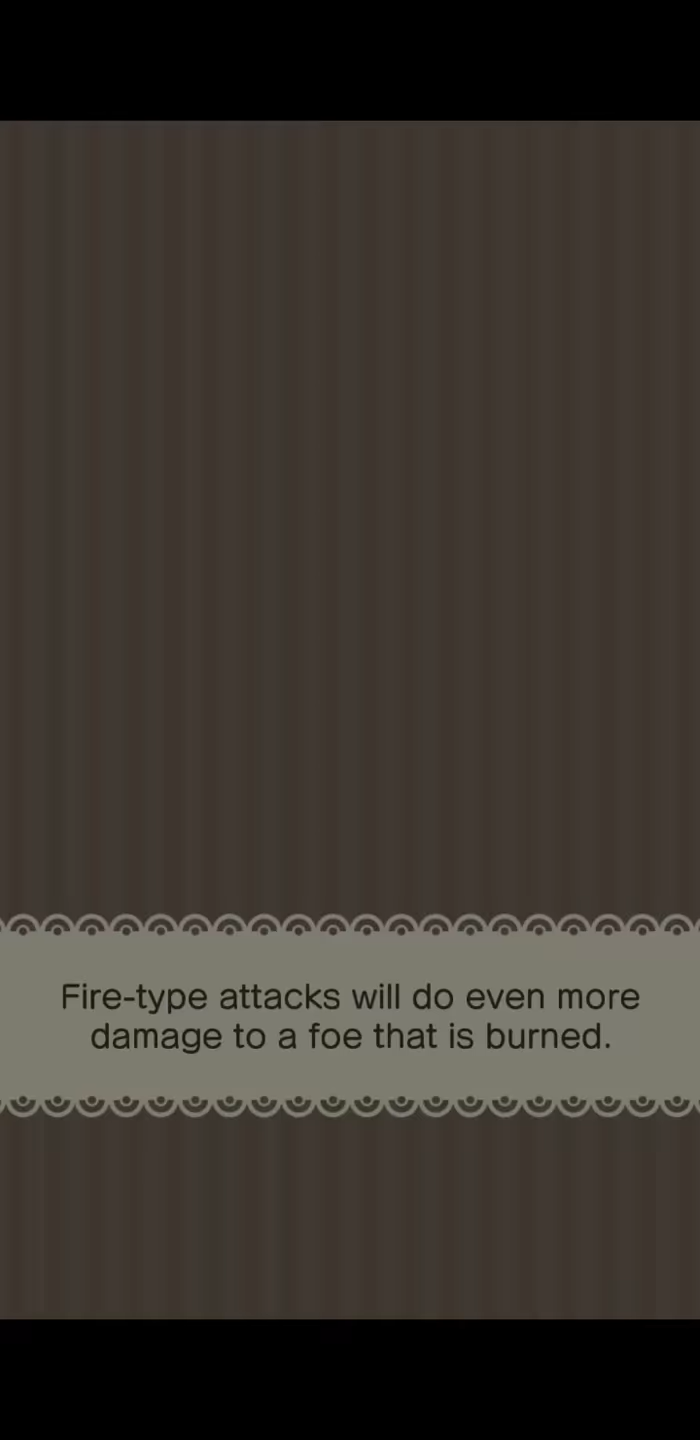 Fire-type attacks will do even more
damage to a foe that is burned.